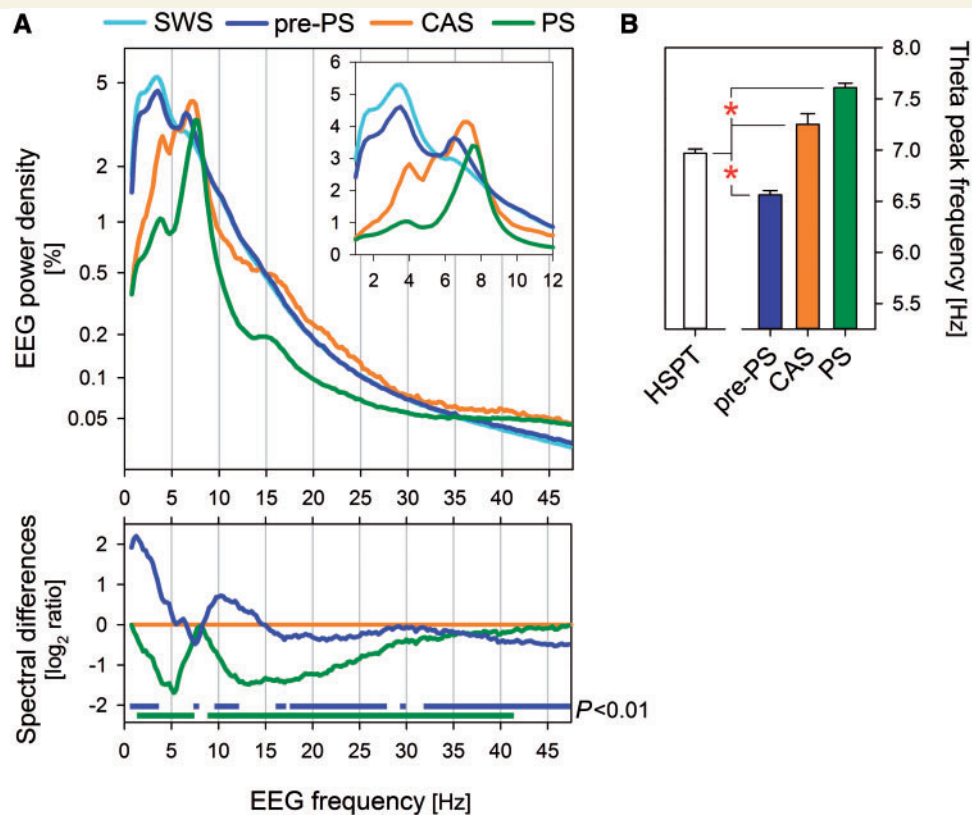 A
SWS pre-PS CAS PS
EEG power density
[%]
5
2
1
0.5
0.2
0.1
0.05
6
5
4
3
2
1
0
2 4 6 8 10 12
0 5 10 15 20 25 30 35 40 45
Spectral differences
[log₂ ratio]
2
1
0
-1
-2
P<0.01
0 5 10 15 20 25 30 35 40 45
EEG frequency [Hz]
B
*
*
8.0
7.5
7.0
6.5
6.0
5.5
Theta peak frequency [Hz]
HSPT pre-PS CAS PS